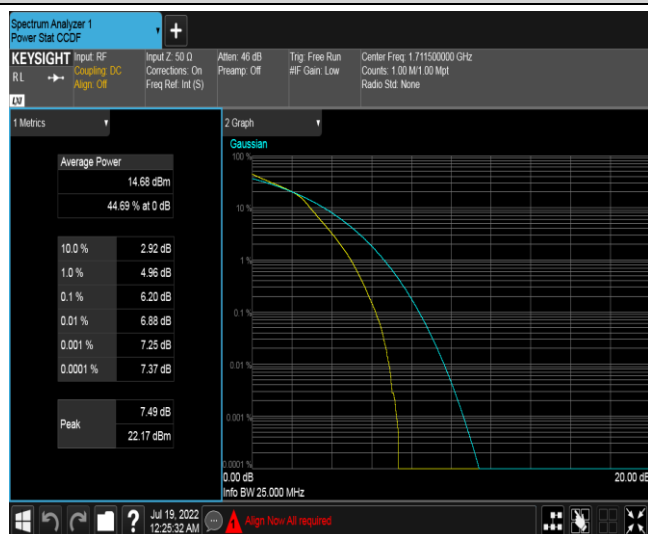 Spectrum Analyzer 1
Power Stat CCDF
+
KEYSIGHT
RL
LXI
Input: RF
Coupling: DC
Align: Off
Input Z: 50 Ω
Corrections: On
Freq Ref: Int (S)
Atten: 46 dB
Preamp: Off
Trig: Free Run
#IF Gain: Low
Center Freq: 1.711500000 GHz
Counts: 1.00 M/1.00 Mpt
Radio Std: None
1 Metrics
Average Power
14.68 dBm
44.69 % at 0 dB
10.0 % 2.92 dB
1.0 % 4.96 dB
0.1 % 6.20 dB
0.01 % 6.88 dB
0.001 % 7.25 dB
0.0001 % 7.37 dB
Peak
7.49 dB
22.17 dBm
2 Graph
Gaussian
100 %
10 %
1 %
0.1 %
0.01 %
0.001 %
0.0001 %
0.00 dB
20.00 dB
Info BW 25.000 MHz
?
Jul 19, 2022
12:25:32 AM
Align Now All required